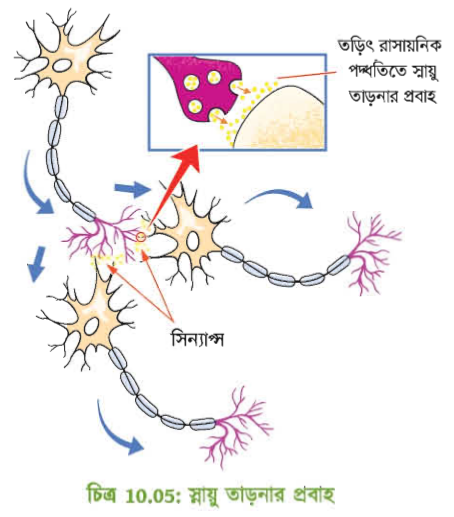 তড়িৎ রাসায়নিক
পদ্ধতিতে স্নায়ু
তাড়নার প্রবাহ
সিন্যাপ্স
চিত্র 10.05: স্নায়ু তাড়নার প্রবাহ